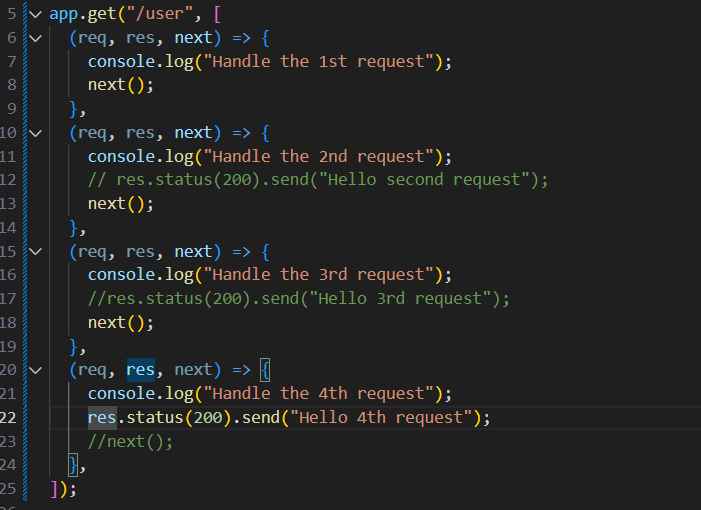 5 app.get("/user", [
6 (req, res, next) => {
7 console.log("Handle the 1st request");
8 next();
9 },
10 (req, res, next) => {
11 console.log("Handle the 2nd request");
12 // res.status(200).send("Hello second request");
13 next();
14 },
15 (req, res, next) => {
16 console.log("Handle the 3rd request");
17 //res.status(200).send("Hello 3rd request");
18 next();
19 },
20 (req, res, next) => {
21 console.log("Handle the 4th request");
22 res.status(200).send("Hello 4th request");
23 //next();
24 },
25 ]);